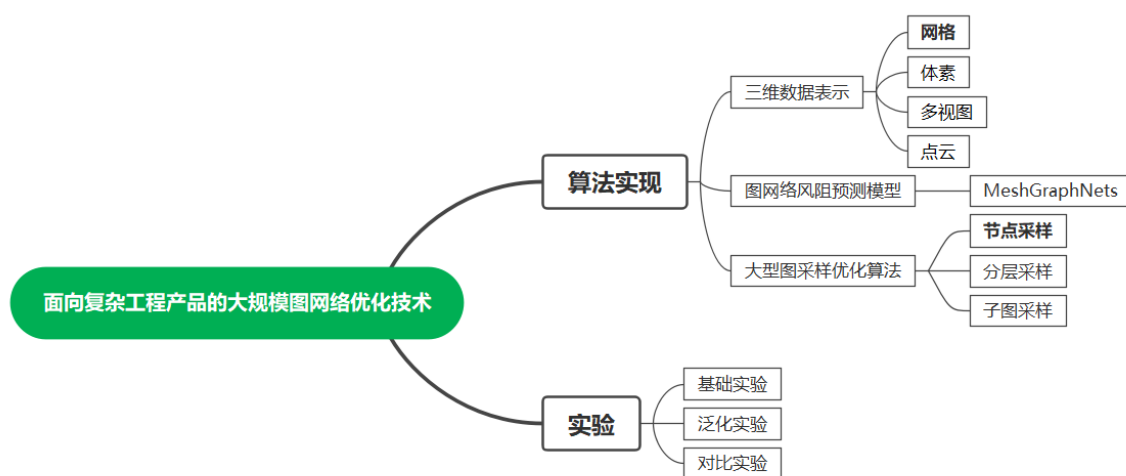 面向复杂工程产品的大规模图网络优化技术
算法实现
三维数据表示
网格
体素
多视图
点云
图网络风阻预测模型
MeshGraphNets
大型图采样优化算法
节点采样
分层采样
子图采样
实验
基础实验
泛化实验
对比实验